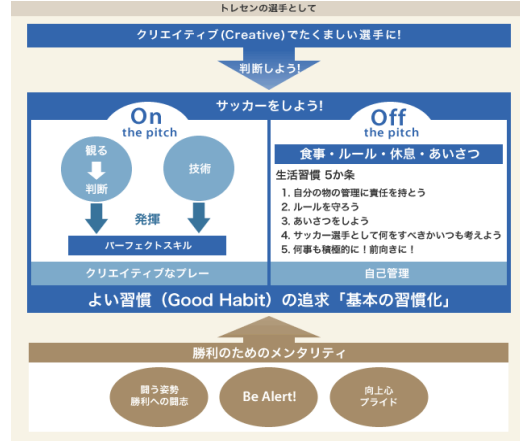 トレセンの選手として
クリエイティブ(Creative)でたくましい選手に!
判断しよう!
サッカーをしよう!
On
the pitch
観る
判断
技術
発揮
パーフェクトスキル
クリエイティブなプレー
Off
the pitch
食事・ルール・休息・あいさつ
生活習慣 5か条
1. 自分の物の管理に責任を持とう
2. ルールを守ろう
3. あいさつをしよう
4. サッカー選手として何をすべきかいつも考えよう
5. 何事も積極的に!前向きに!
自己管理
よい習慣(Good Habit)の追求「基本の習慣化」
勝利のためのメンタリティ
闘う姿勢
勝利への闘志
Be Alert!
向上心
プライド